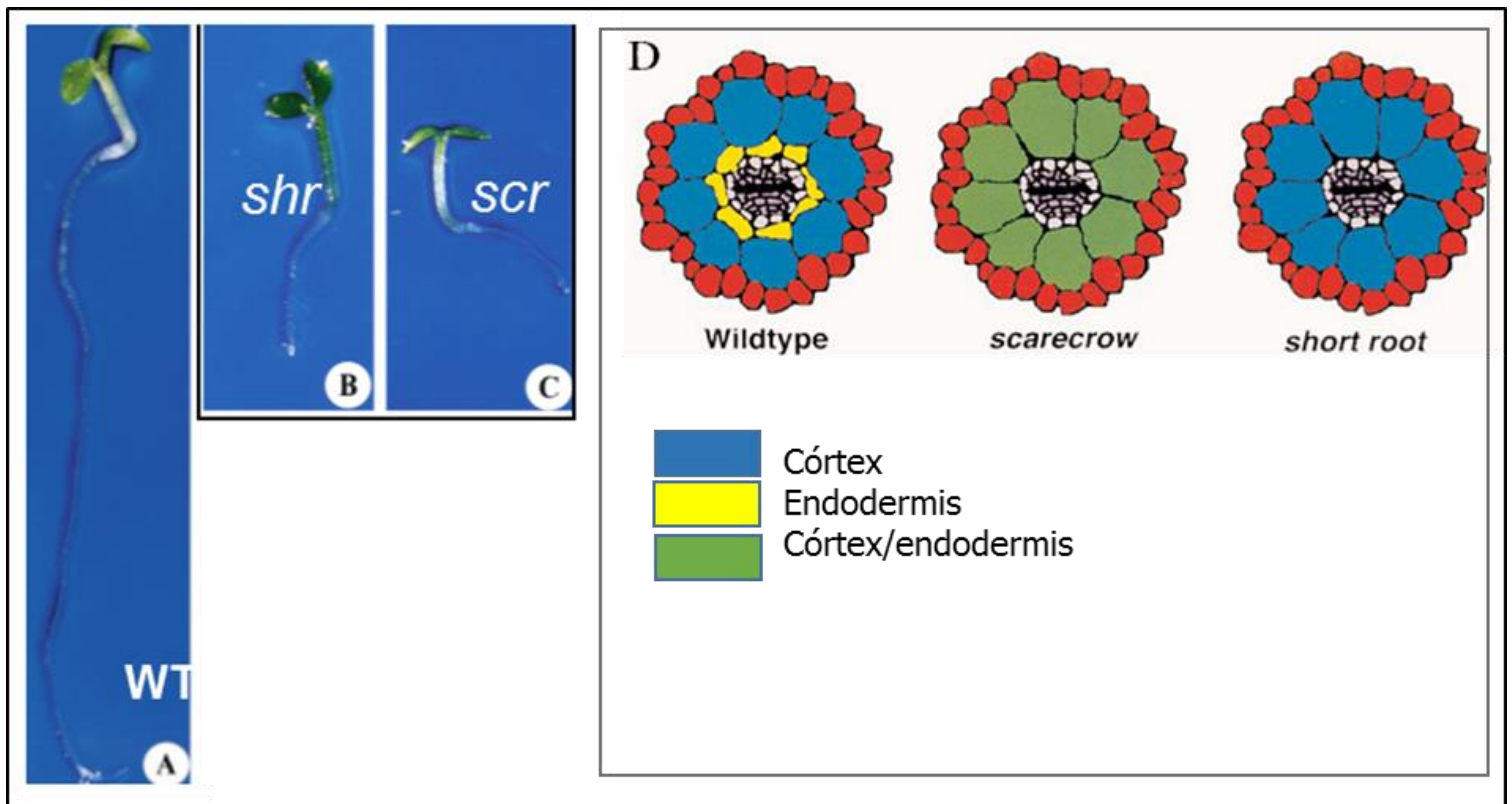 WT
A
shr
B
scr
C
D
Wildtype
scarecrow
short root
Córtex
Endodermis
Córtex/endodermis